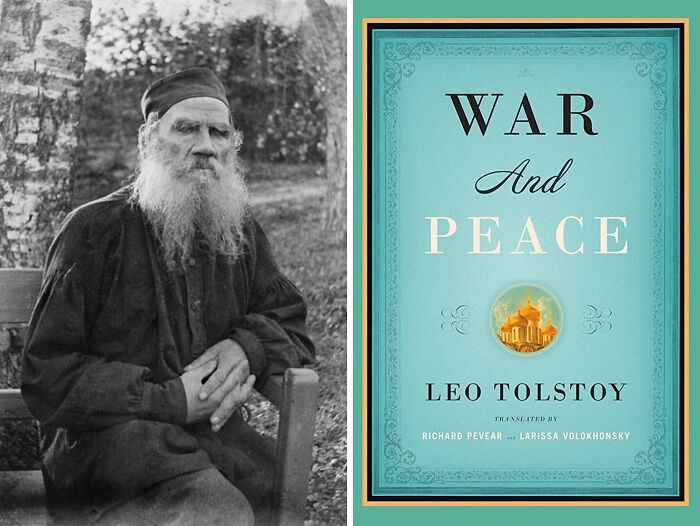 WAR
And
PEACE
LEO TOLSTOY
TRANSLATED BY
RICHARD PEVEAR and LARISSA VOLOKHONSKY